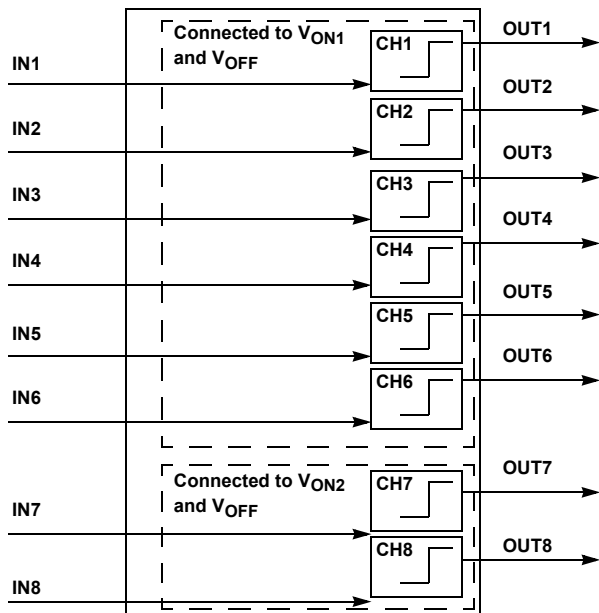 Connected to VON1
and VOFF
IN1
CH1
OUT1
IN2
CH2
OUT2
IN3
CH3
OUT3
IN4
CH4
OUT4
IN5
CH5
OUT5
IN6
CH6
OUT6
Connected to VON2
and VOFF
IN7
CH7
OUT7
IN8
CH8
OUT8